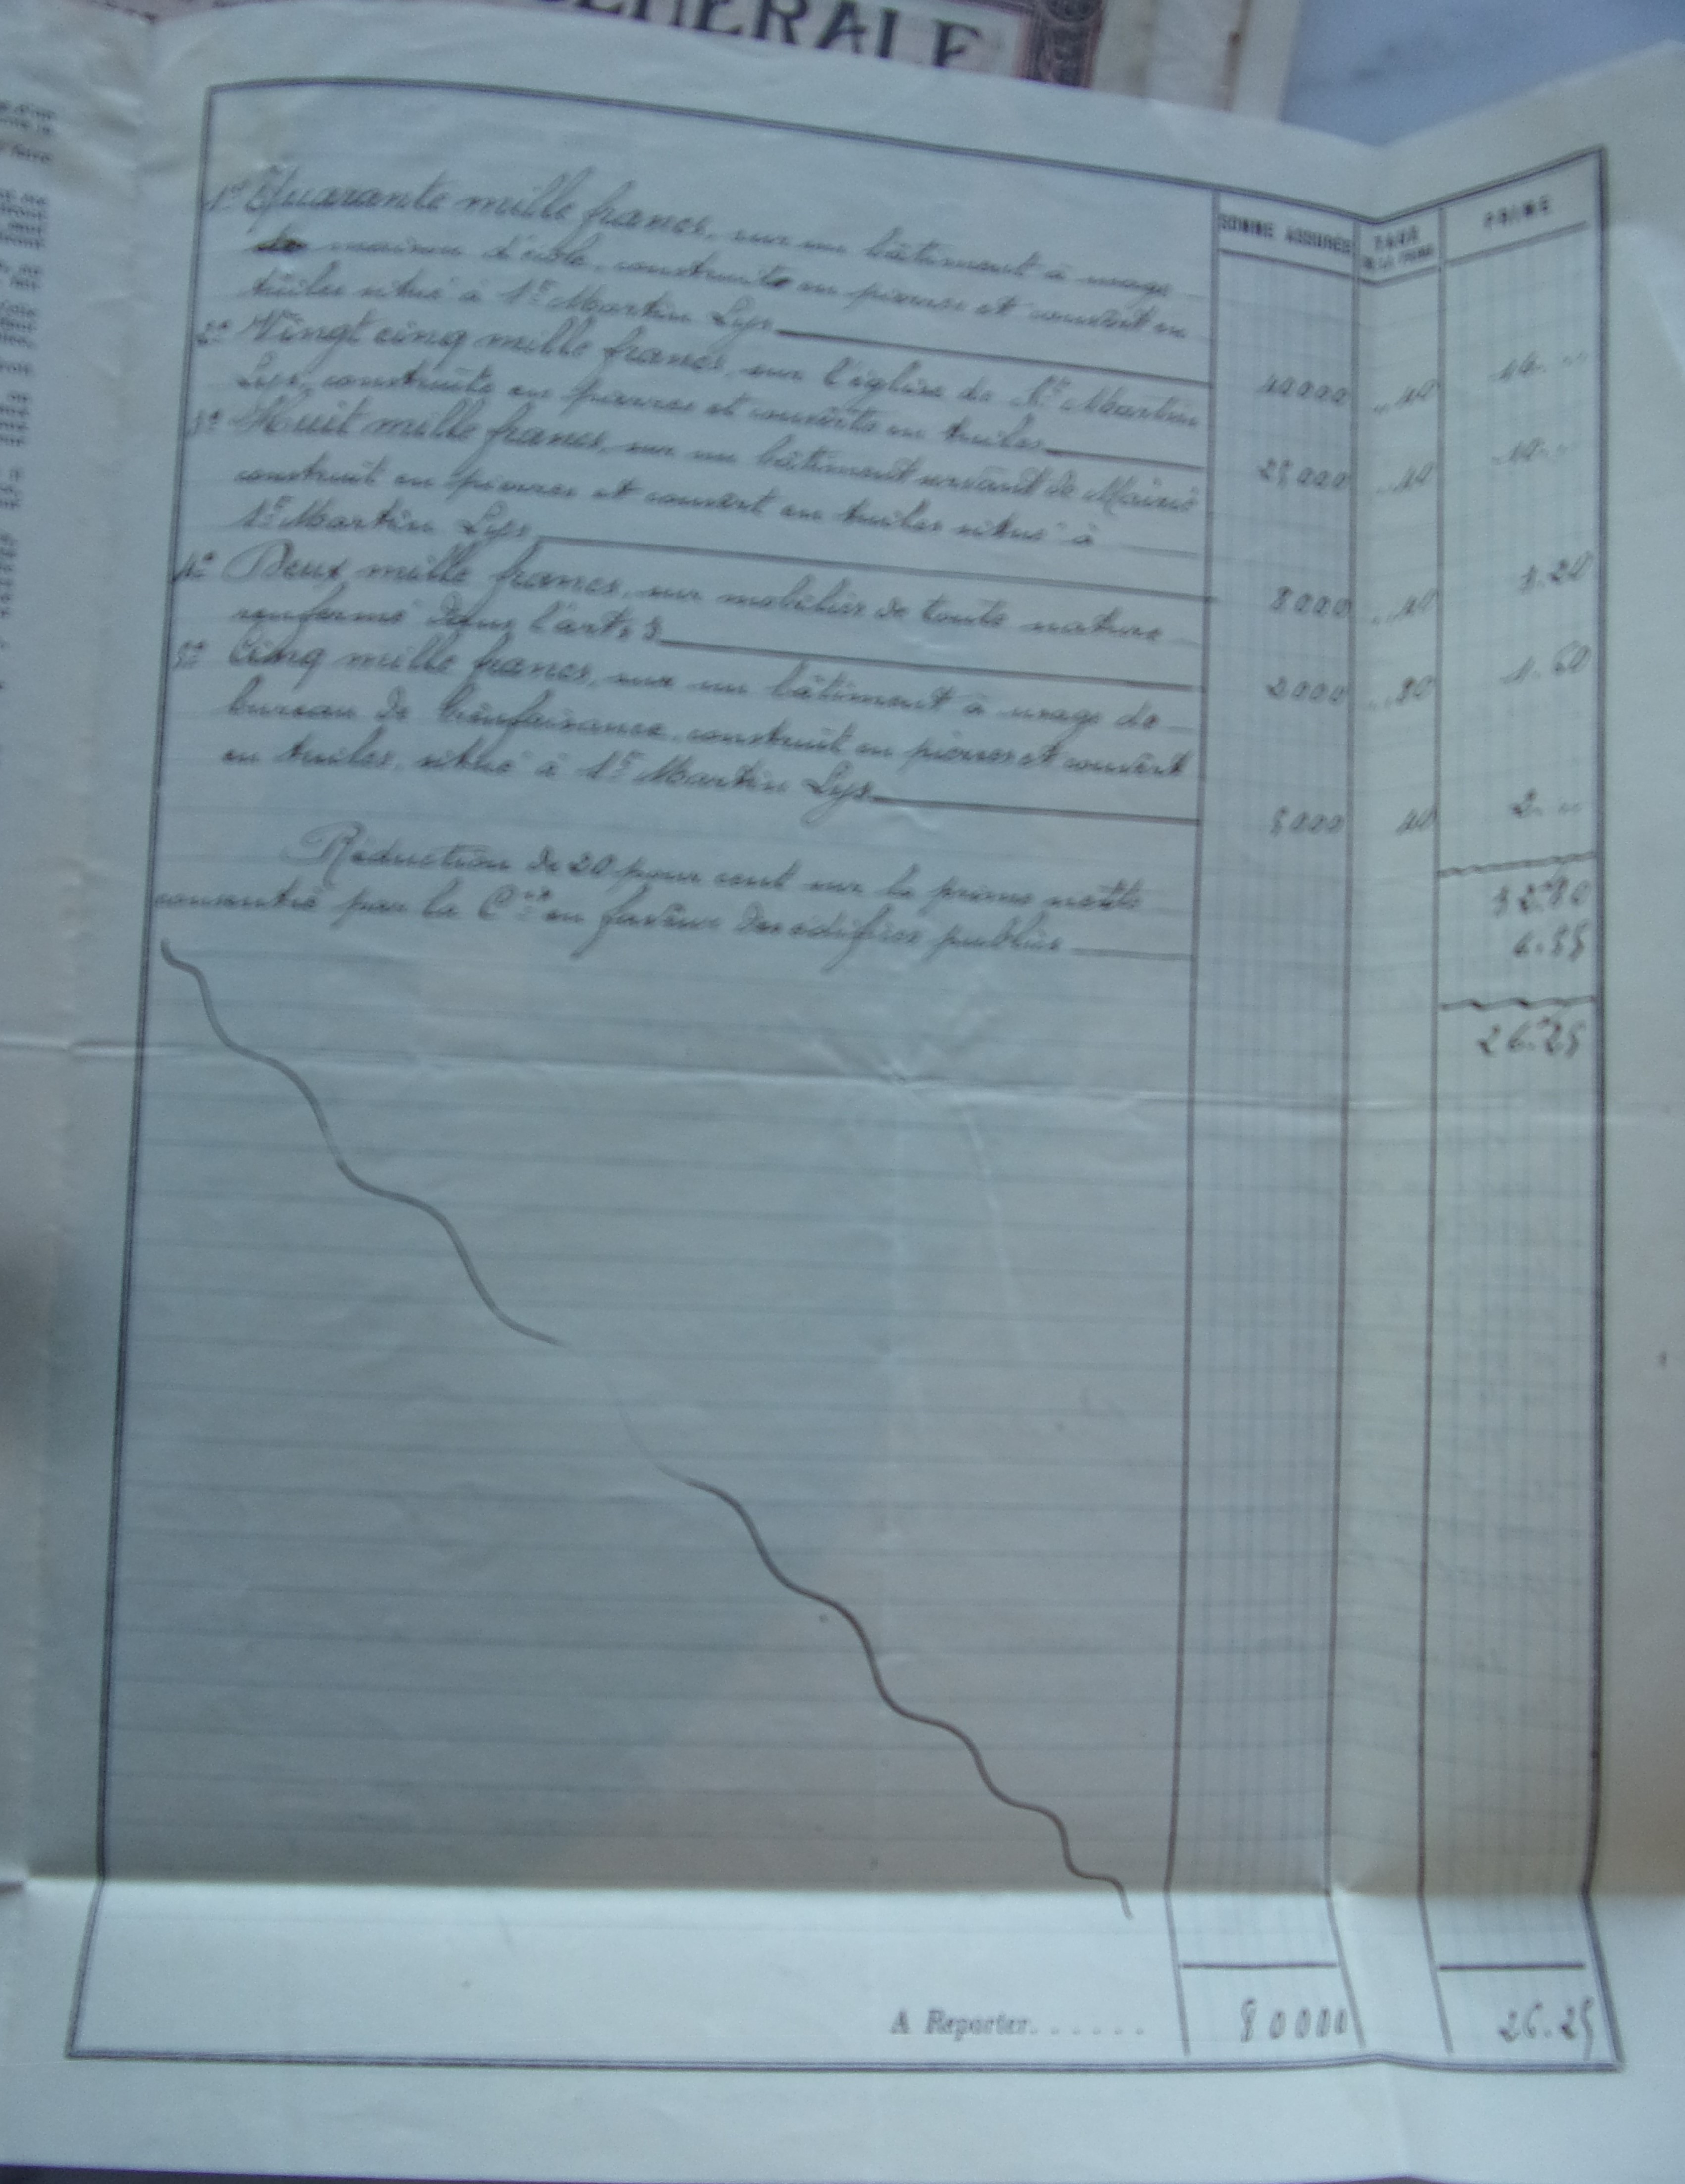 GÉNÉRALE
SOMME ASSURÉE
TAUX
DE LA PRIME
PRIME
1º Quarante mille francs, sur un bâtiment à usage
de maison d'école, construite en pierres et couvert en
tuiles situé à St Martin Lys
40000 " 40 16. "
2º Vingt cinq mille francs, sur l'église de St Martin
Lys, construite en pierres et couverte en tuiles
25000 " 40 10. "
3º Huit mille francs, sur un bâtiment servant de Mairie
construit en pierres et couvert en tuiles situé à
St Martin Lys
8000 " 40 3.20
4º Deux mille francs, sur mobilier de toute nature
renfermé dans l'art. 3
2000 " 80 1.60
5º Cinq mille francs, sur un bâtiment à usage de
bureau de bienfaisance, construit en pierres et couvert
en tuiles, situé à St Martin Lys
5000 40 2. "
32.80
Réduction de 20 pour cent sur la prime nette
consentie par la Cie en faveur des édifices publics
6.55
26.25
A Reporter. . . . . .
80000 26.25